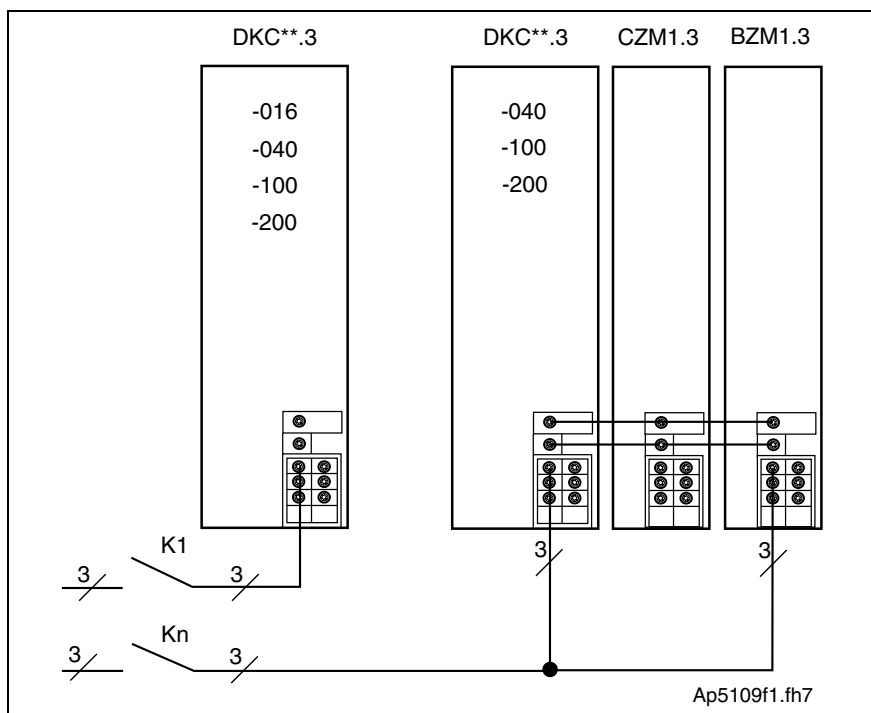 DKC**.3
DKC**.3
CZM1.3
BZM1.3
-016
-040
-100
-200
-040
-100
-200
K1
3
3
3
3
Kn
3
3
Ap5109f1.fh7